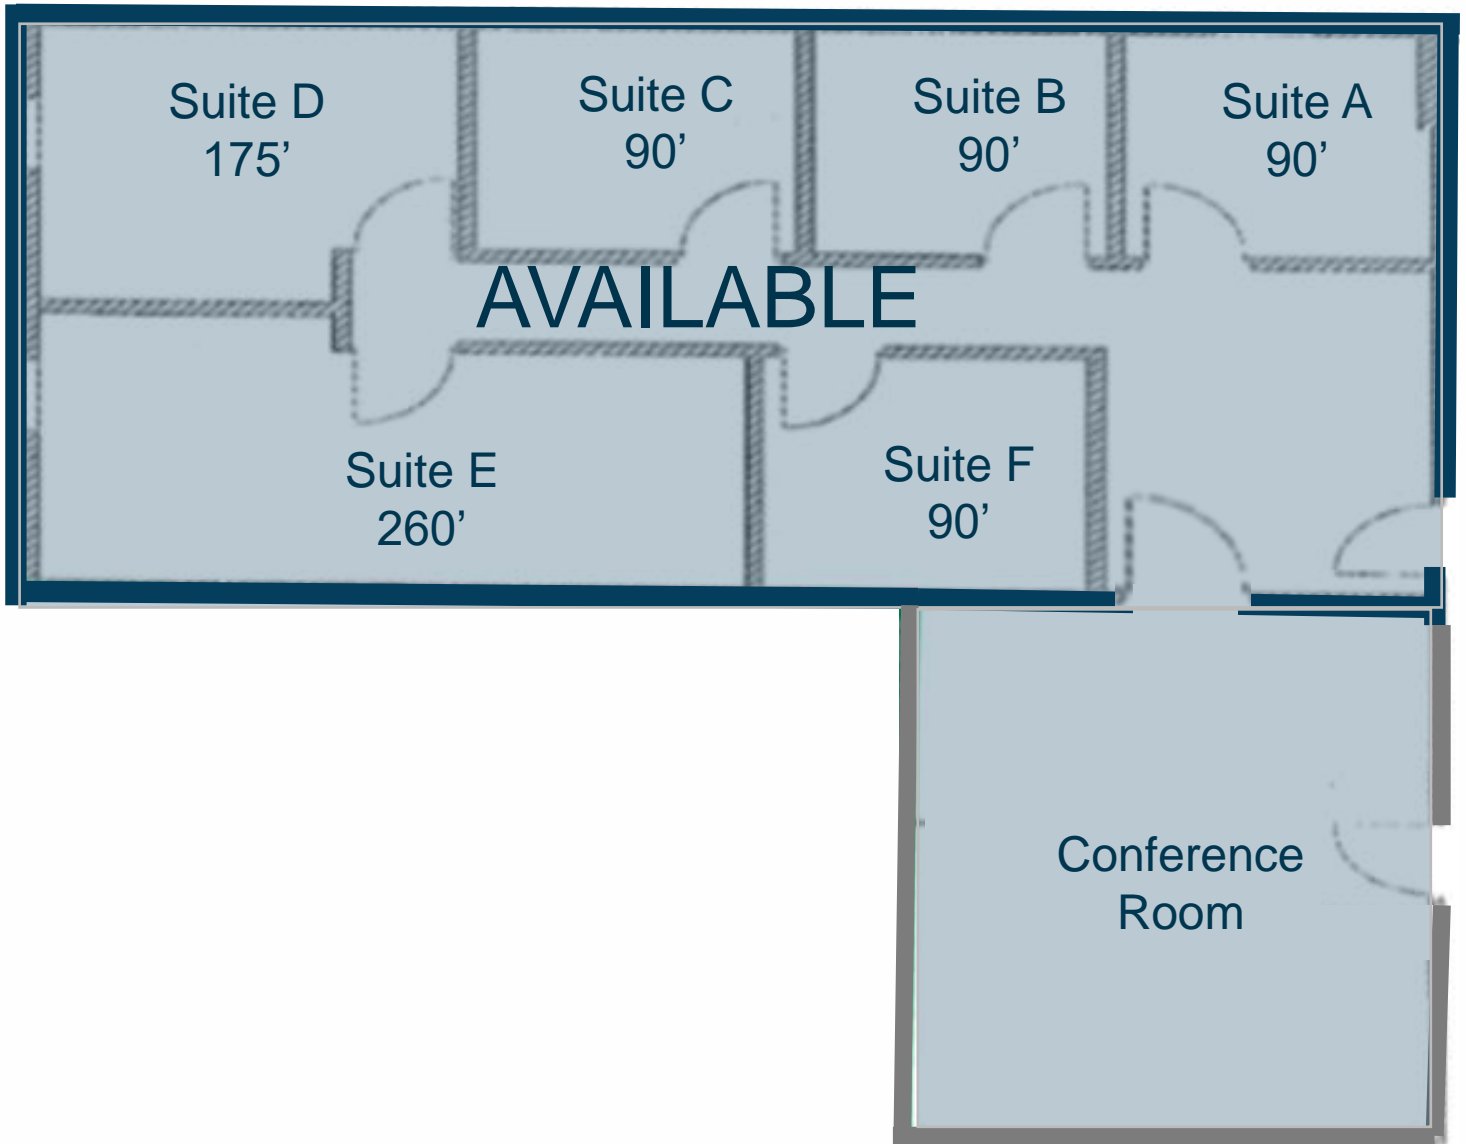 Suite D
175’
Suite C
90’
Suite B
90’
Suite A
90’
AVAILABLE
Suite E
260’
Suite F
90’
Conference
Room